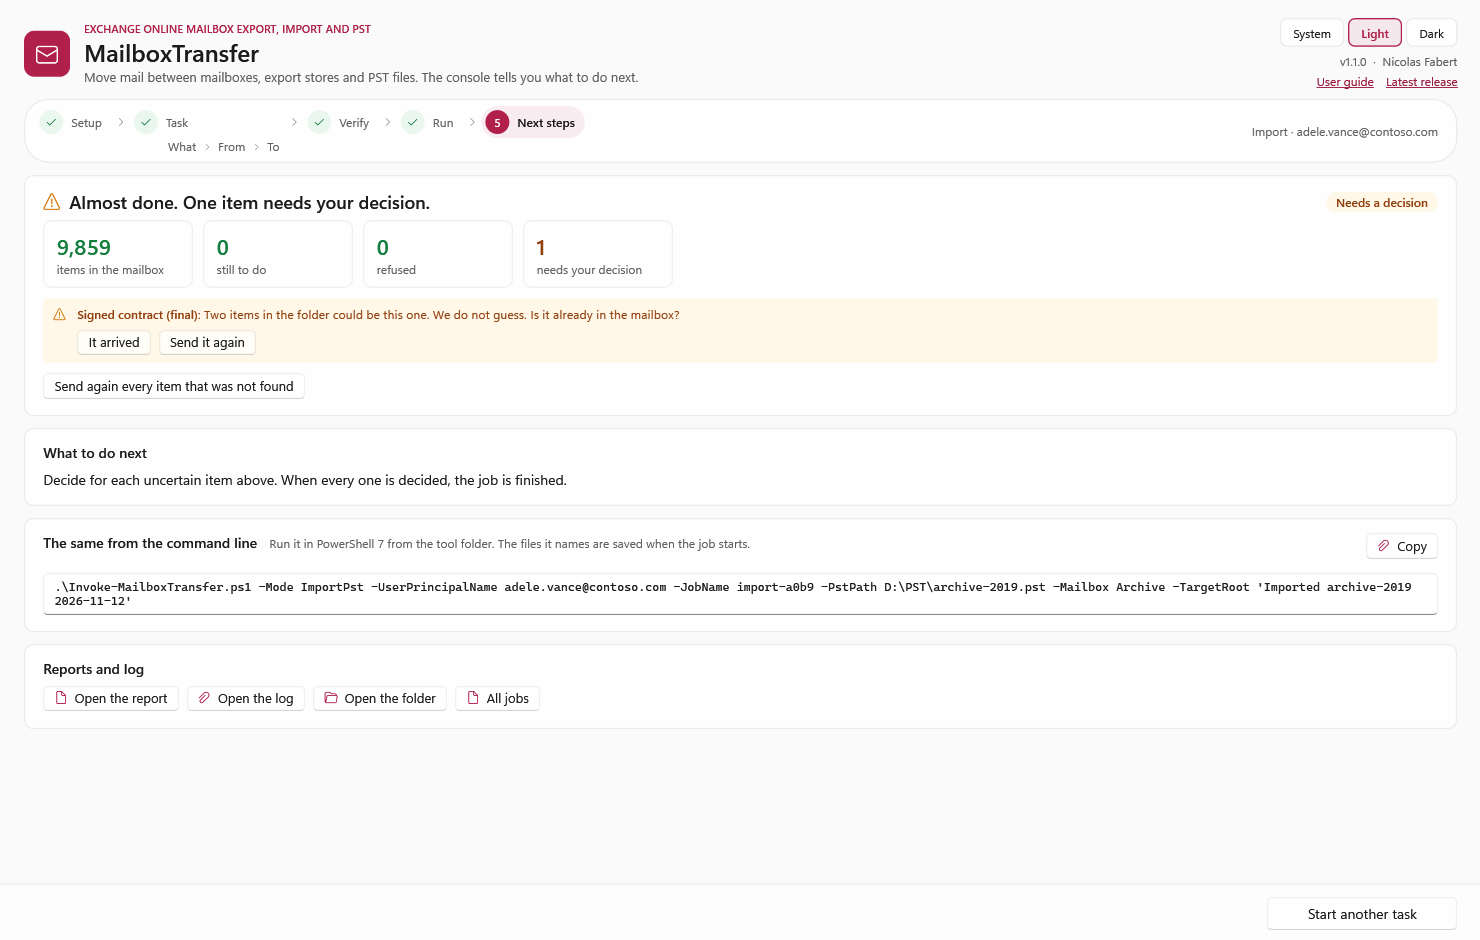 EXCHANGE ONLINE MAILBOX EXPORT, IMPORT AND PST
MailboxTransfer
Move mail between mailboxes, export stores and PST files. The console tells you what to do next.
System
Light
Dark
v1.1.0 · Nicolas Fabert
User guide
Latest release
Setup
Task
Verify
Run
5
Next steps
What
From
To
Import · adele.vance@contoso.com
Almost done. One item needs your decision.
Needs a decision
9,859
items in the mailbox
0
still to do
0
refused
1
needs your decision
Signed contract (final): Two items in the folder could be this one. We do not guess. Is it already in the mailbox?
It arrived
Send it again
Send again every item that was not found
What to do next
Decide for each uncertain item above. When every one is decided, the job is finished.
The same from the command line
Run it in PowerShell 7 from the tool folder. The files it names are saved when the job starts.
Copy
.\Invoke-MailboxTransfer.ps1 -Mode ImportPst -UserPrincipalName adele.vance@contoso.com -JobName import-a0b9 -PstPath D:\PST\archive-2019.pst -Mailbox Archive -TargetRoot 'Imported archive-2019
2026-11-12'
Reports and log
Open the report
Open the log
Open the folder
All jobs
Start another task